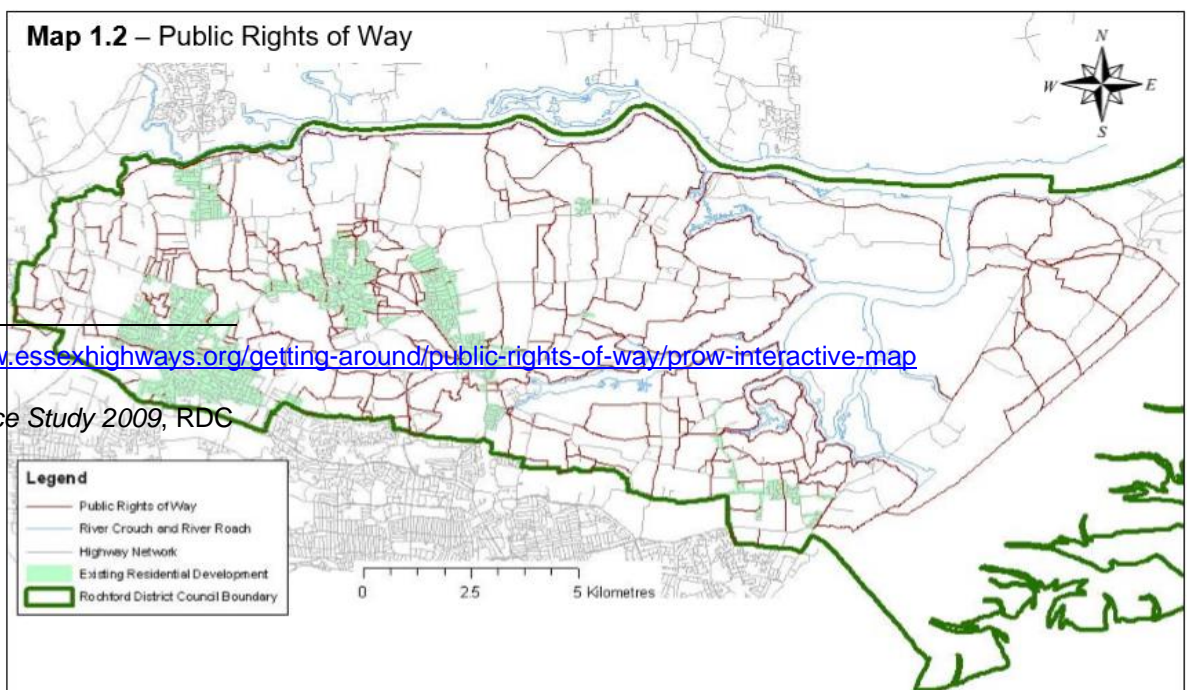 Map 1.2 – Public Rights of Way
N
W E
S
w.essexhighways.org/getting-around/public-rights-of-way/prow-interactive-map
ce Study 2009, RDC
Legend
Public Rights of Way
River Crouch and River Roach
Highway Network
Existing Residential Development
Rochford District Council Boundary
0 2.5 5 Kilometres